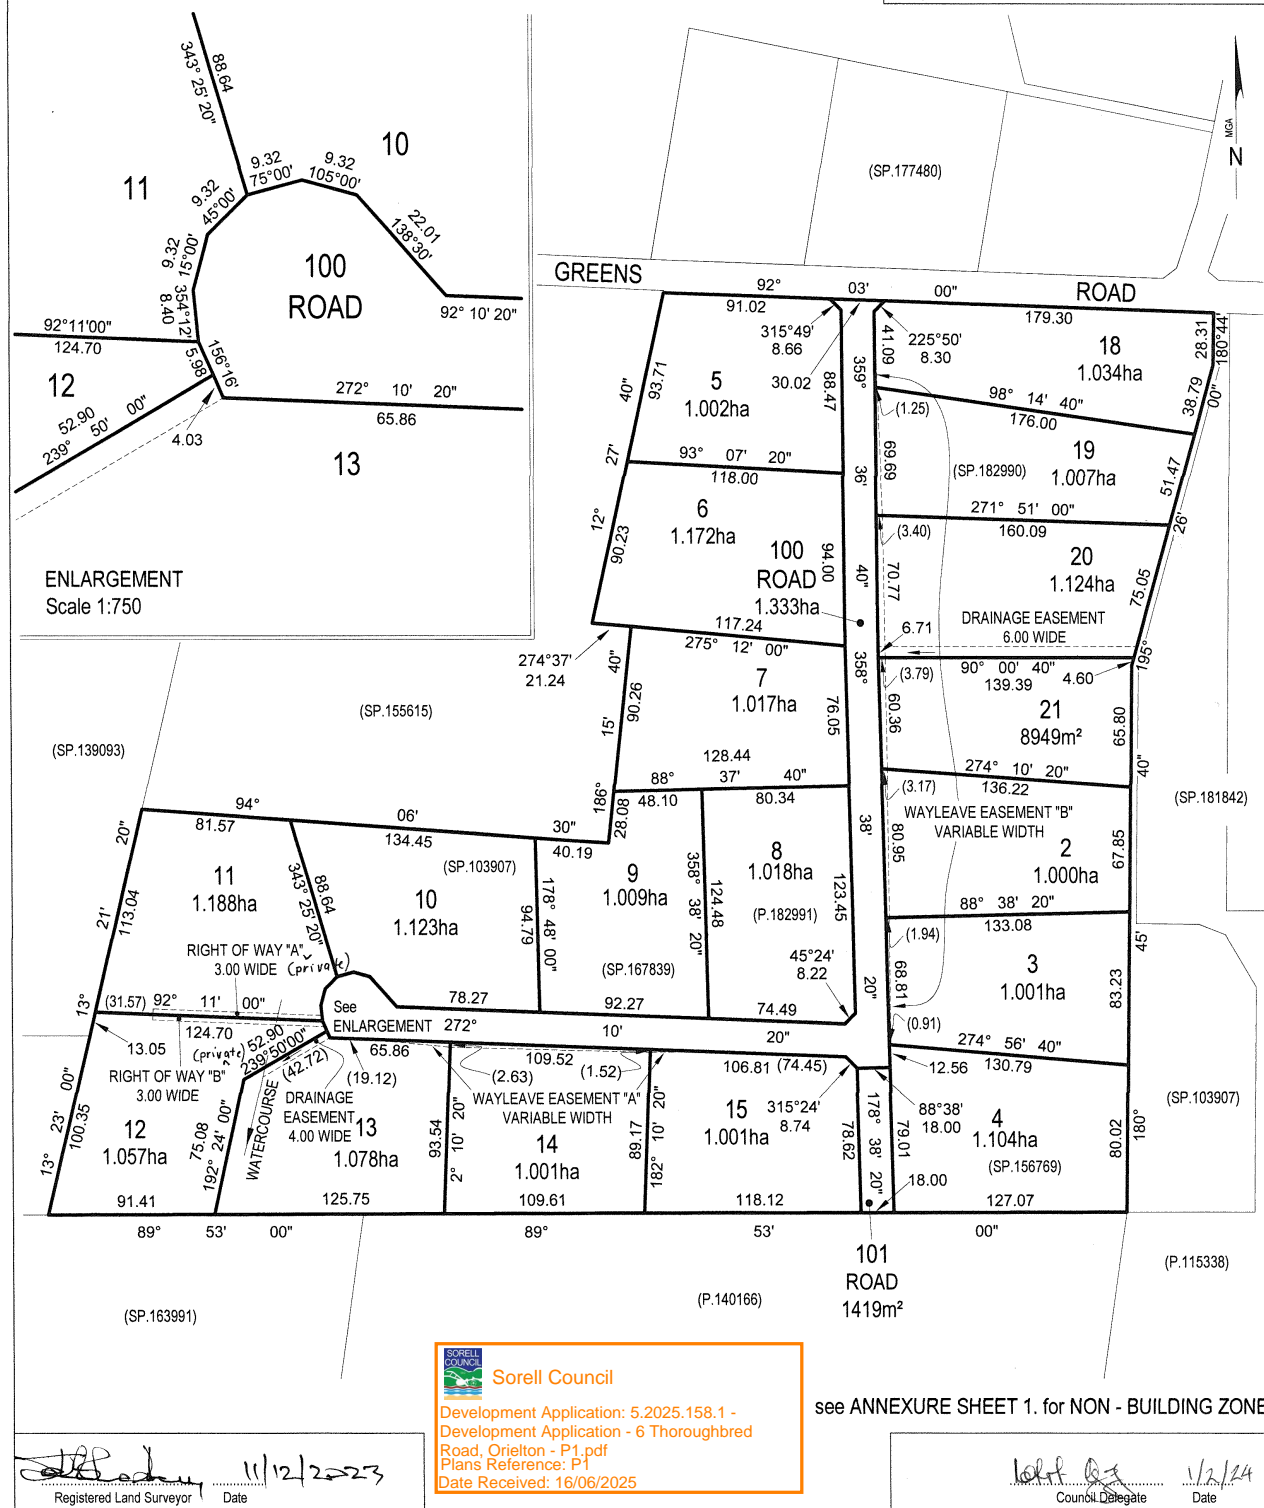 88.64
343° 25' 20"
10
11
9.32
75°00'
9.32
105°00'
9.32
45°00'
9.32
15°00'
22.01
138°30'
100
ROAD
354°12'
8.40
92°11'00"
124.70
92° 10' 20"
156°16'
5.98
12
272° 10' 20"
65.86
52.90
239° 50' 00"
4.03
13
ENLARGEMENT
Scale 1:750
MGA
N
(SP.177480)
GREENS
ROAD
92° 03' 00"
91.02
179.30
315°49'
8.66
30.02
41.09
225°50'
8.30
18
1.034ha
28.31
180°44'
00"
38.79
5
1.002ha
93.71
40"
88.47
359°
(1.25)
98° 14' 40"
176.00
27'
93° 07' 20"
118.00
36'
69.69
(SP.182990)
19
1.007ha
51.47
6
1.172ha
12°
90.23
94.00
40"
271° 51' 00"
160.09
26'
(3.40)
100
ROAD
1.333ha
70.77
20
1.124ha
75.05
DRAINAGE EASEMENT
6.00 WIDE
117.24
275° 12' 00"
6.71
274°37'
21.24
40"
358°
(3.79)
90° 00' 40"
139.39
4.60
195°
7
1.017ha
90.26
15'
76.05
60.36
21
8949m²
65.80
(SP.155615)
(SP.139093)
128.44
88° 37' 40"
48.10
80.34
186°
28.08
274° 10' 20"
136.22
40"
(3.17)
(SP.181842)
WAYLEAVE EASEMENT "B"
VARIABLE WIDTH
94° 06' 30"
81.57
134.45
40.19
20"
38'
80.95
2
1.000ha
67.85
(SP.103907)
343° 25' 20"
88.64
11
1.188ha
10
1.123ha
9
1.009ha
8
1.018ha
(P.182991)
358° 38' 20"
124.48
123.45
178° 48' 00"
94.79
88° 38' 20"
133.08
21'
113.04
(1.94)
45'
RIGHT OF WAY "A"
3.00 WIDE (private)
(SP.167839)
45°24'
8.22
20"
68.81
3
1.001ha
83.23
13°
(31.57) 92° 11' 00"
124.70
See
ENLARGEMENT
78.27
92.27
74.49
272° 10' 20"
(0.91)
274° 56' 40"
130.79
13.05
(private)
52.90
239°50'00"
65.86
109.52
106.81 (74.45)
12.56
RIGHT OF WAY "B"
3.00 WIDE
(42.72)
(19.12)
(2.63)
(1.52)
DRAINAGE
EASEMENT
4.00 WIDE
WAYLEAVE EASEMENT "A"
VARIABLE WIDTH
315°24'
8.74
88°38'
18.00
(SP.103907)
00"
23'
100.35
13°
12
1.057ha
75.08
192° 24' 00"
WATERCOURSE
13
1.078ha
93.54
2° 10' 20"
14
1.001ha
89.17
182° 10' 20"
15
1.001ha
78.62
178° 38' 20"
79.01
4
1.104ha
(SP.156769)
80.02
180°
18.00
91.41
125.75
109.61
118.12
127.07
89° 53' 00"
89° 53' 00"
101
ROAD
1419m²
(P.115338)
(P.140166)
(SP.163991)
SORELL
COUNCIL
Sorell Council
Development Application: 5.2025.158.1 -
Development Application - 6 Thoroughbred
Road, Orielton - P1.pdf
Plans Reference: P1
Date Received: 16/06/2025
see ANNEXURE SHEET 1. for NON - BUILDING ZONE
11/12/2023
Registered Land Surveyor Date
1/2/24
Council Delegate Date